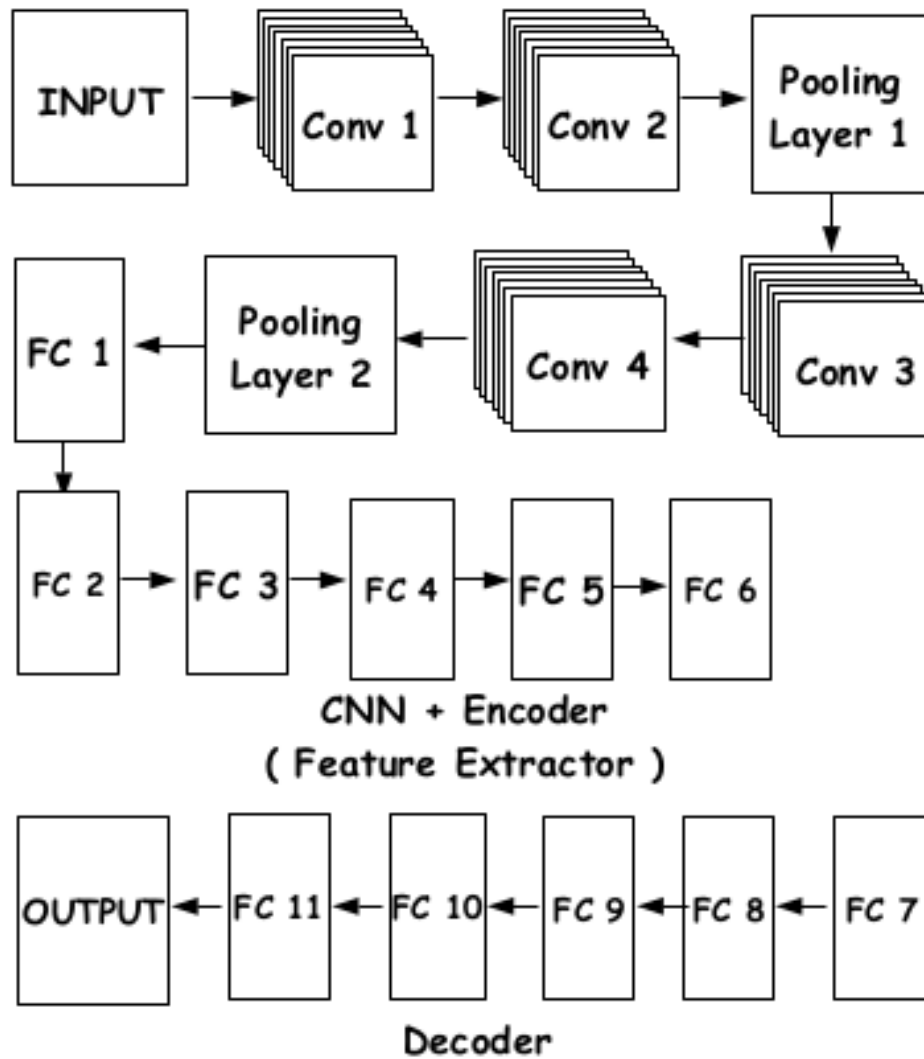 INPUT
Conv 1
Conv 2
Pooling
Layer 1
FC 1
Pooling
Layer 2
Conv 4
Conv 3
FC 2
FC 3
FC 4
FC 5
FC 6
CNN + Encoder
( Feature Extractor )
OUTPUT
FC 11
FC 10
FC 9
FC 8
FC 7
Decoder